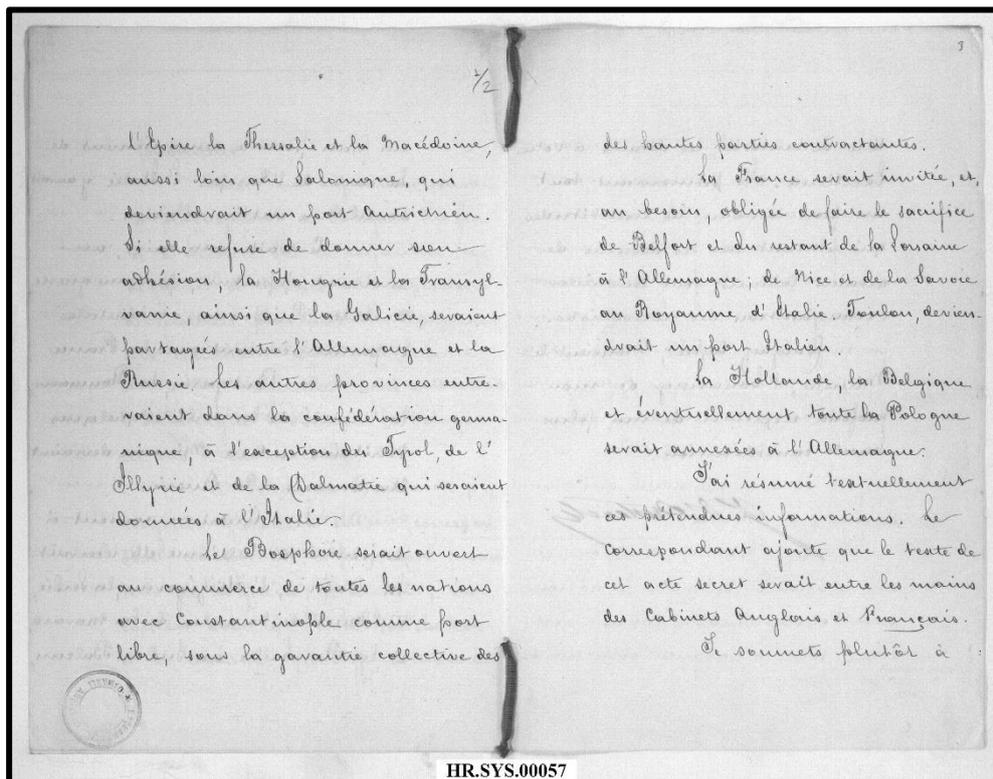 3
1/2
l'Epire la Thessalie et la Macédoine,
aussi loin que Salonique, qui
deviendrait un port Autrichien.
Si elle refuse de donner son
adhésion la Hongrie et la Transyl-
vanie, ainsi que la Galicie, seraient
partagées entre l'Allemagne et la
Russie les autres provinces entre-
raient dans la confédération germa-
nique, à l'exception du Tyrol, de l'
Illyrie et de la Dalmatie qui seraient
données à l'Italie.
Le Bosphore serait ouvert
au commerce de toutes les nations
avec Constantinople comme port
libre, sous la garantie collective des
des hautes parties contractantes.
La France serait invitée, et,
au besoin, obligée de faire le sacrifice
de Belfort et du restant de la Lorraine
à l'Allemagne; de Nice et de la Savoie
au Royaume d'Italie. Toulon, devien-
drait un port Italien.
La Hollande, la Belgique
et éventuellement toute la Pologne
serait annexées à l'Allemagne.
J'ai résumé textuellement
ces prétendues informations. Le
correspondant ajoute que le texte de
cet acte secret serait entre les mains
des Cabinets Anglais et Français.
Je soumets plutôt à
HR.SYS.00057